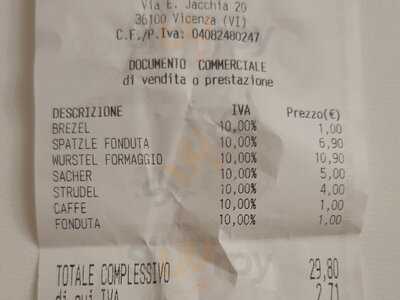 Via E. Jacchia 20
36100 Vicenza (VI)
C.F./P.Iva: 04082480247
DOCUMENTO COMMERCIALE
di vendita o prestazione
DESCRIZIONE IVA Prezzo(€)
BREZEL 10,00% 1,00
SPATZLE FONDUTA 10,00% 6,90
WURSTEL FORMAGGIO 10,00% 10,90
SACHER 10,00% 5,00
STRUDEL 10,00% 4,00
CAFFE 10,00% 1,00
FONDUTA 10,00% 1,00
TOTALE COMPLESSIVO 29,80
di cui IVA 2,71